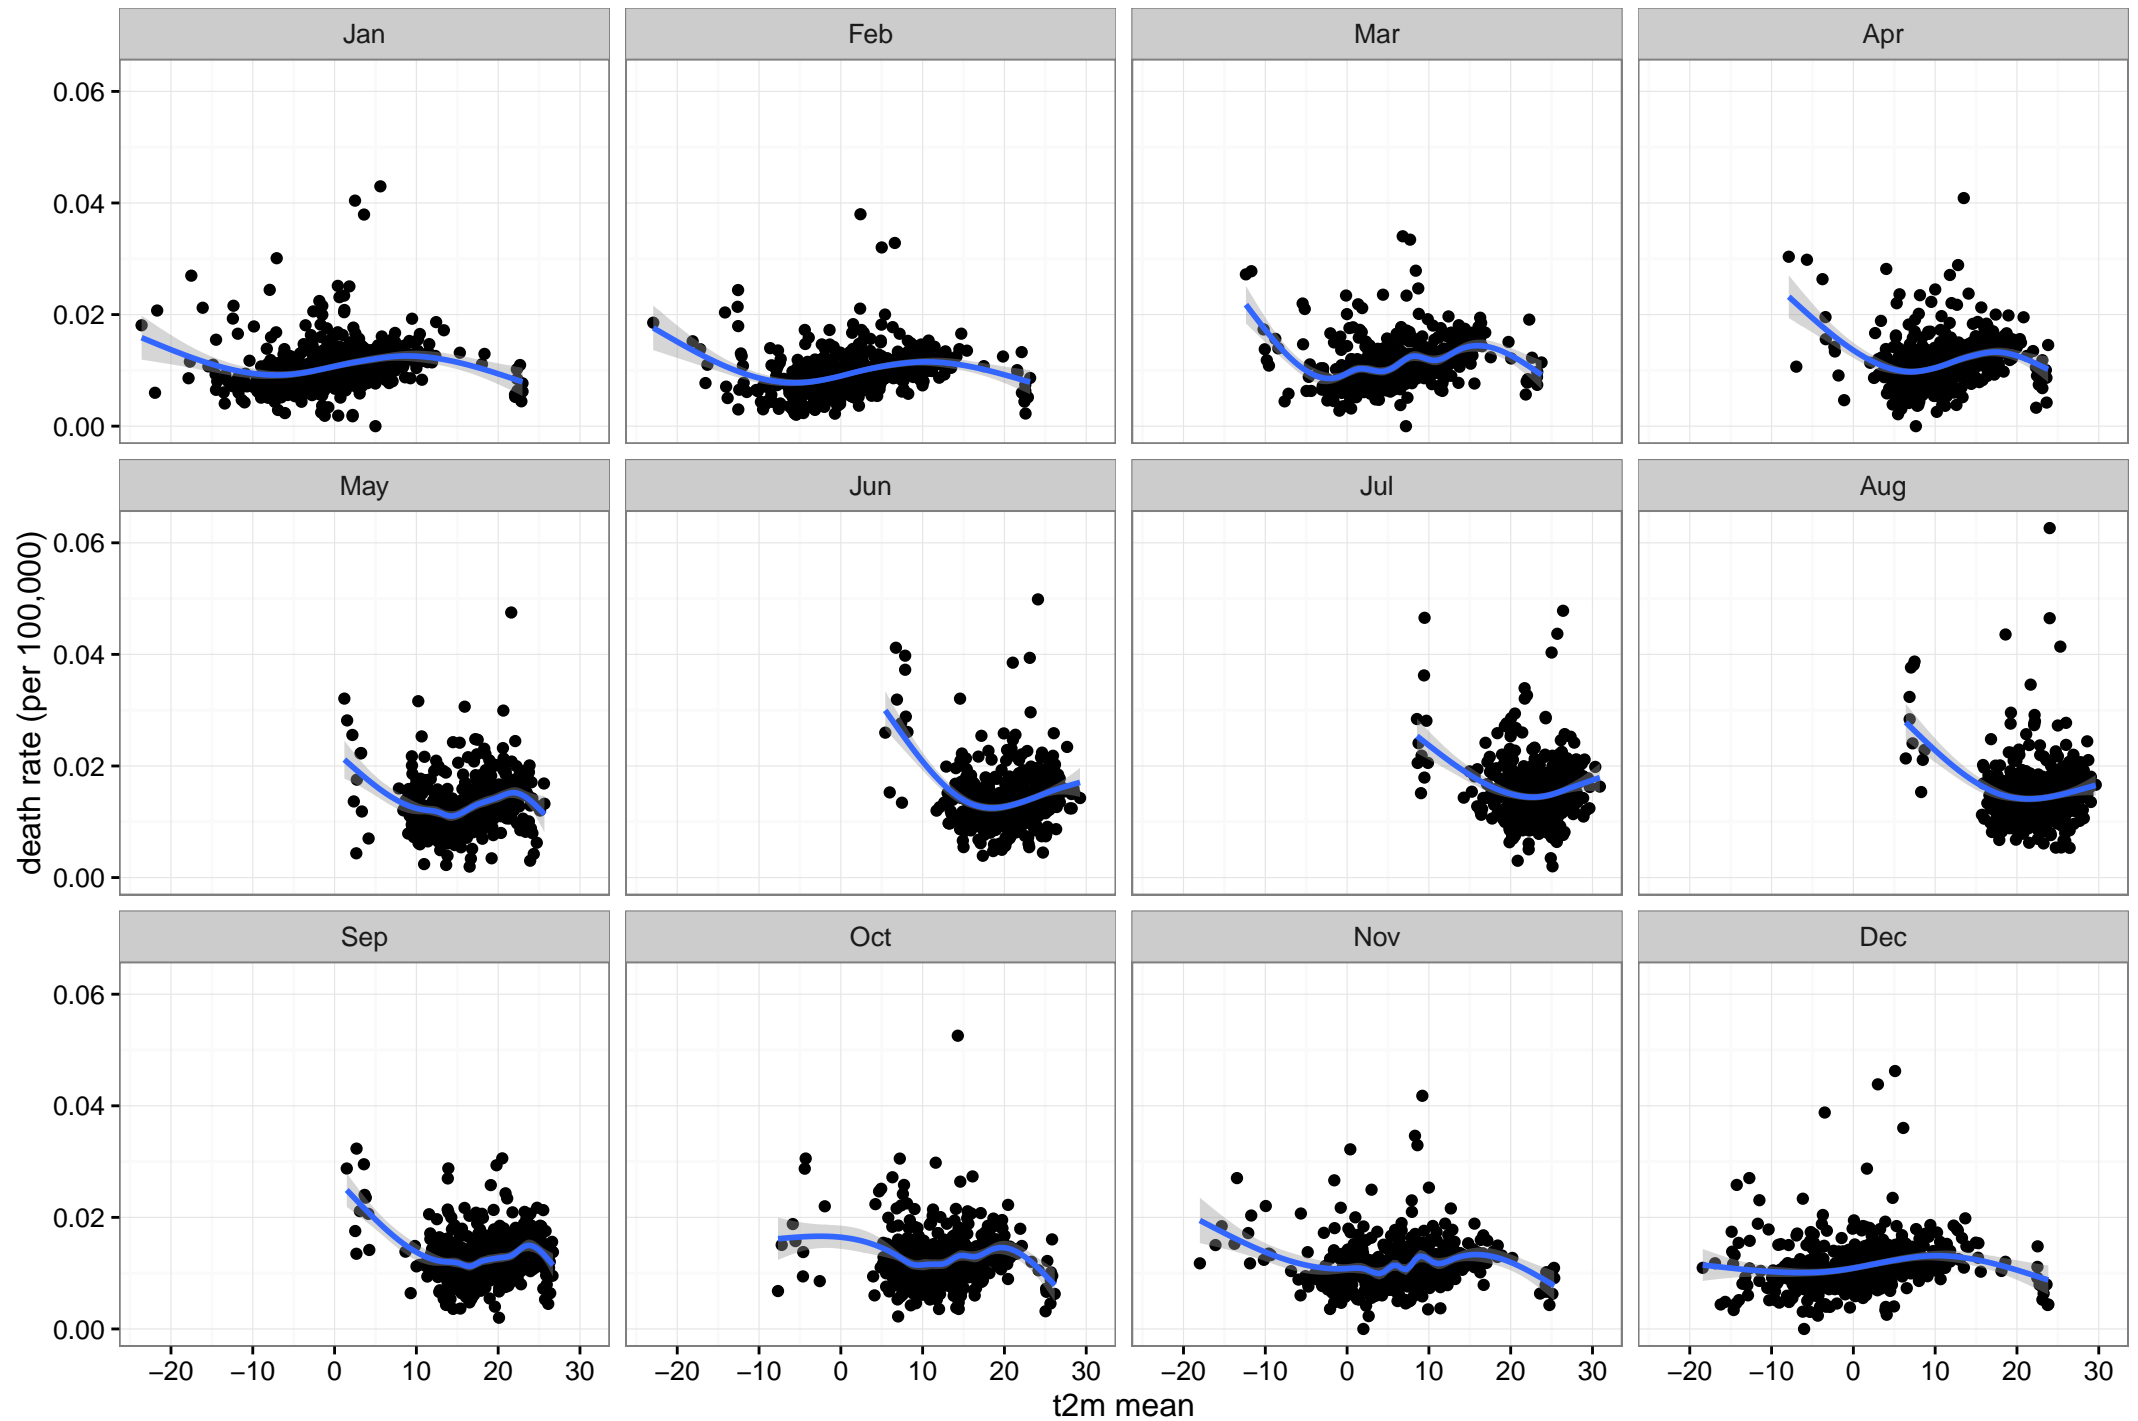 Jan Feb Mar Apr
0.06
0.04
0.02
0.00
May Jun Jul Aug
0.06
0.04
0.02
0.00
death rate (per 100,000)
Sep Oct Nov Dec
0.06
0.04
0.02
0.00
−20 −10 0 10 20 30 −20 −10 0 10 20 30 −20 −10 0 10 20 30 −20 −10 0 10 20 30
t2m mean